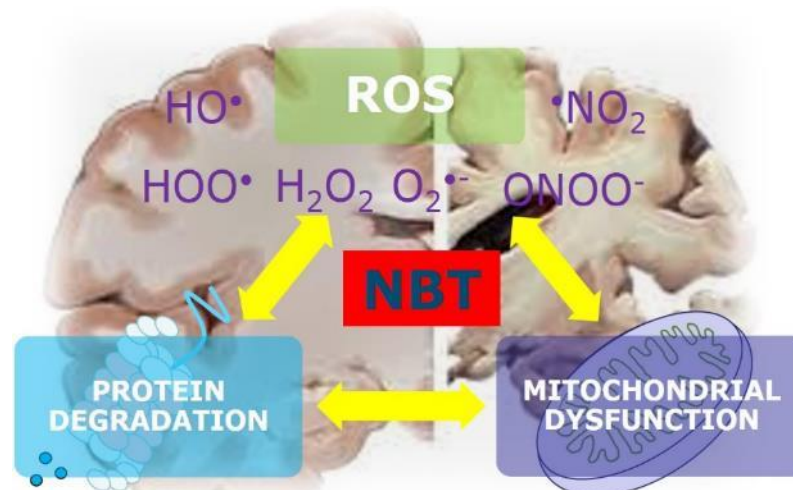 ROS
HO• •NO₂
HOO• H₂O₂ O₂•⁻ ONOO⁻
NBT
PROTEIN
DEGRADATION
MITOCHONDRIAL
DYSFUNCTION